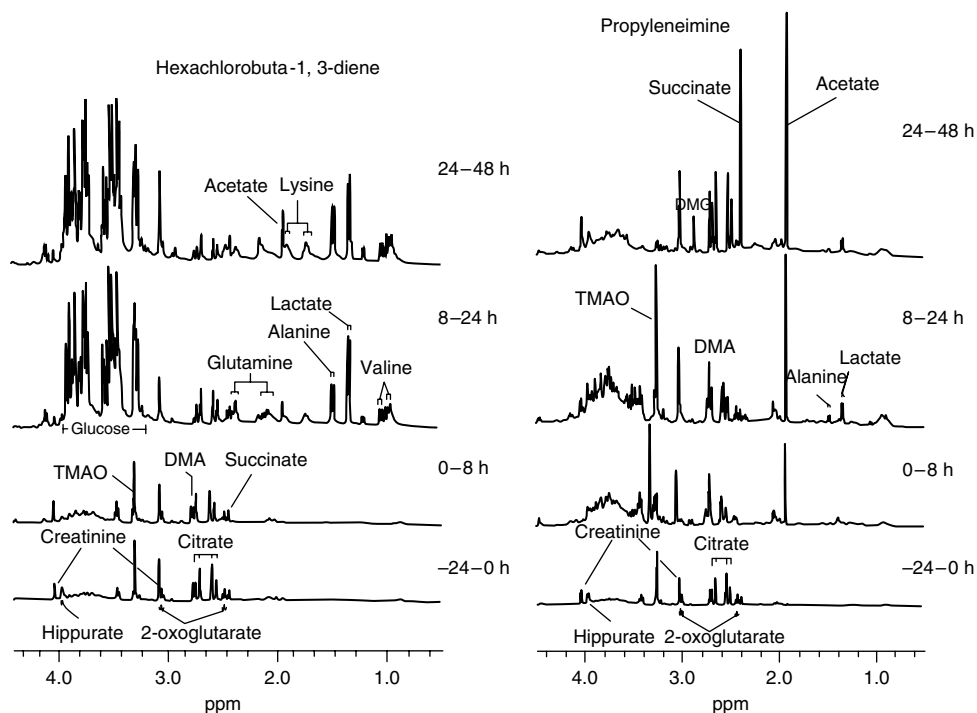 Hexachlorobuta-1, 3-diene
24–48 h
Acetate
Lysine
8–24 h
Lactate
Alanine
Glutamine
Valine
Glucose
0–8 h
TMAO
DMA
Succinate
Creatinine
Citrate
–24–0 h
Hippurate
2-oxoglutarate
4.0 3.0 2.0 1.0
ppm
Propyleneimine
Succinate
Acetate
24–48 h
DMG
TMAO
8–24 h
DMA
Lactate
Alanine
0–8 h
Creatinine
Citrate
–24–0 h
Hippurate
2-oxoglutarate
4.0 3.0 2.0 1.0
ppm